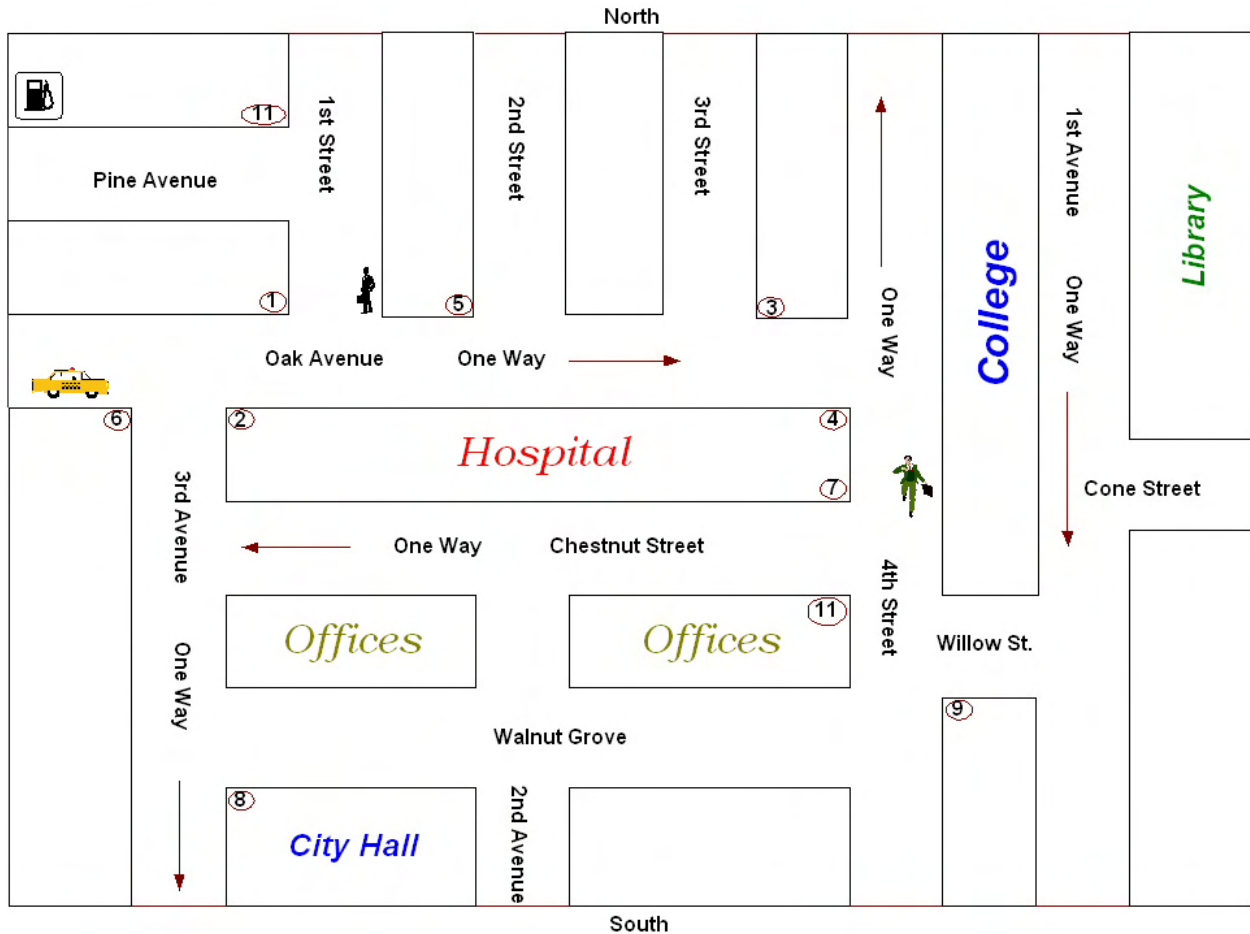 North
11
1st Street
2nd Street
3rd Street
1st Avenue
Pine Avenue
Library
College
One Way
One Way
1
5
3
Oak Avenue
One Way
6
2
Hospital
4
7
3rd Avenue
Cone Street
One Way
Chestnut Street
4th Street
Offices
Offices
11
Willow St.
One Way
9
Walnut Grove
8
City Hall
2nd Avenue
South